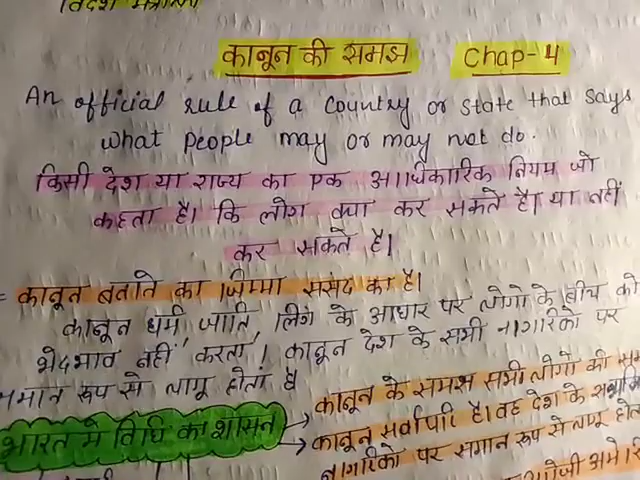 कानून की समझ Chap-4
An official rule of a country or state that says
what people may or may not do.
किसी देश या राज्य का एक आधिकारिक नियम जो
कहता है। कि लोग क्या कर सकते है। या नहीं
कर सकते है।
= कानून बनाने का जिम्मा संसद का है।
कानून धर्म, जाति, लिंग के आधार पर लोगो के बीच को
भेदभाव नहीं करता। कानून देश के सभी नागरिको पर
समान रूप से लागू होता है
भारत मे विधि का शासन
कानून के समक्ष सभी लोगो की
कानून सर्वोपरि है। वह देश के सभी
नागरिको पर समान रूप से लागू